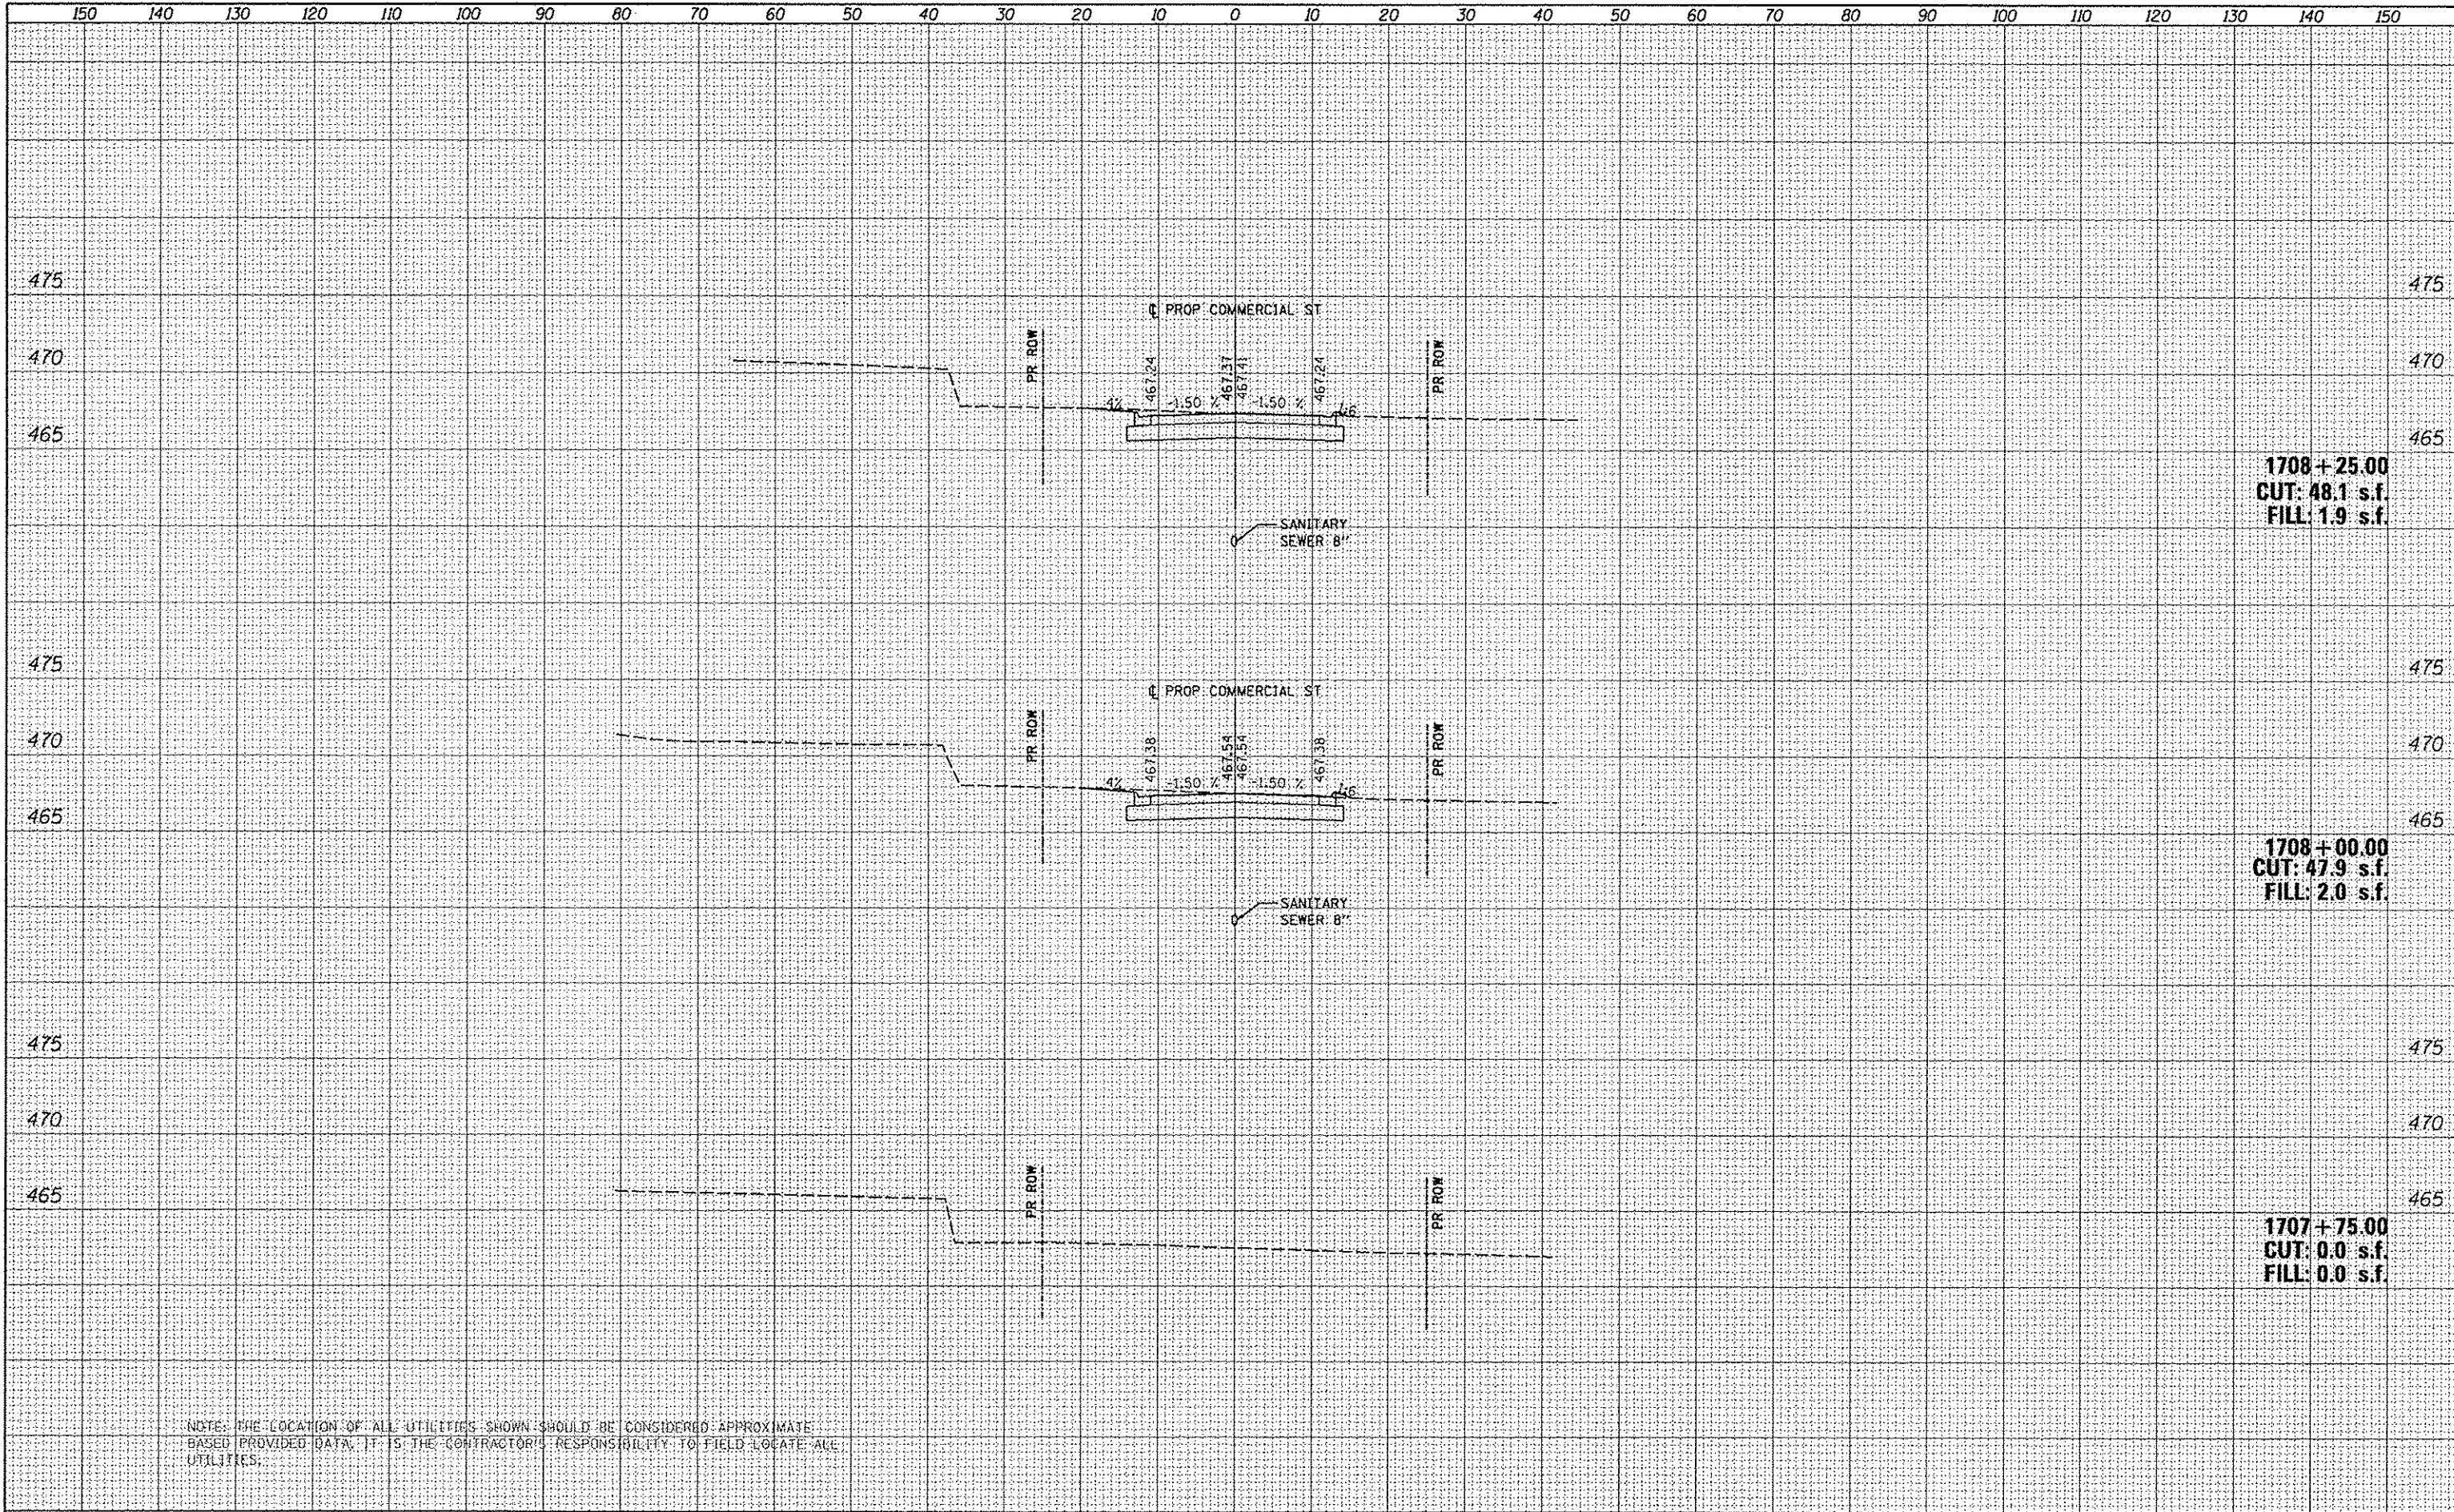 150 140 130 120 110 100 90 80 70 60 50 40 30 20 10 0 10 20 30 40 50 60 70 80 90 100 110 120 130 140 150
475 475
℄ PROP COMMERCIAL ST
PR ROW 467.24 467.37 467.41 467.24 PR ROW
470 470
4% -1.50 % -1.50 % 1:6
465 465
1708+25.00
CUT: 48.1 s.f.
FILL: 1.9 s.f.
SANITARY
SEWER 8"
475 475
℄ PROP COMMERCIAL ST
PR ROW 467.38 467.54 467.54 467.38 PR ROW
470 470
4% -1.50 % -1.50 % 1:6
465 465
1708+00.00
CUT: 47.9 s.f.
FILL: 2.0 s.f.
SANITARY
SEWER 8"
475 475
470 470
PR ROW PR ROW
465 465
1707+75.00
CUT: 0.0 s.f.
FILL: 0.0 s.f.
NOTE: THE LOCATION OF ALL UTILITIES SHOWN SHOULD BE CONSIDERED APPROXIMATE
BASED PROVIDED DATA, IT IS THE CONTRACTOR'S RESPONSIBILITY TO FIELD LOCATE ALL
UTILITIES.